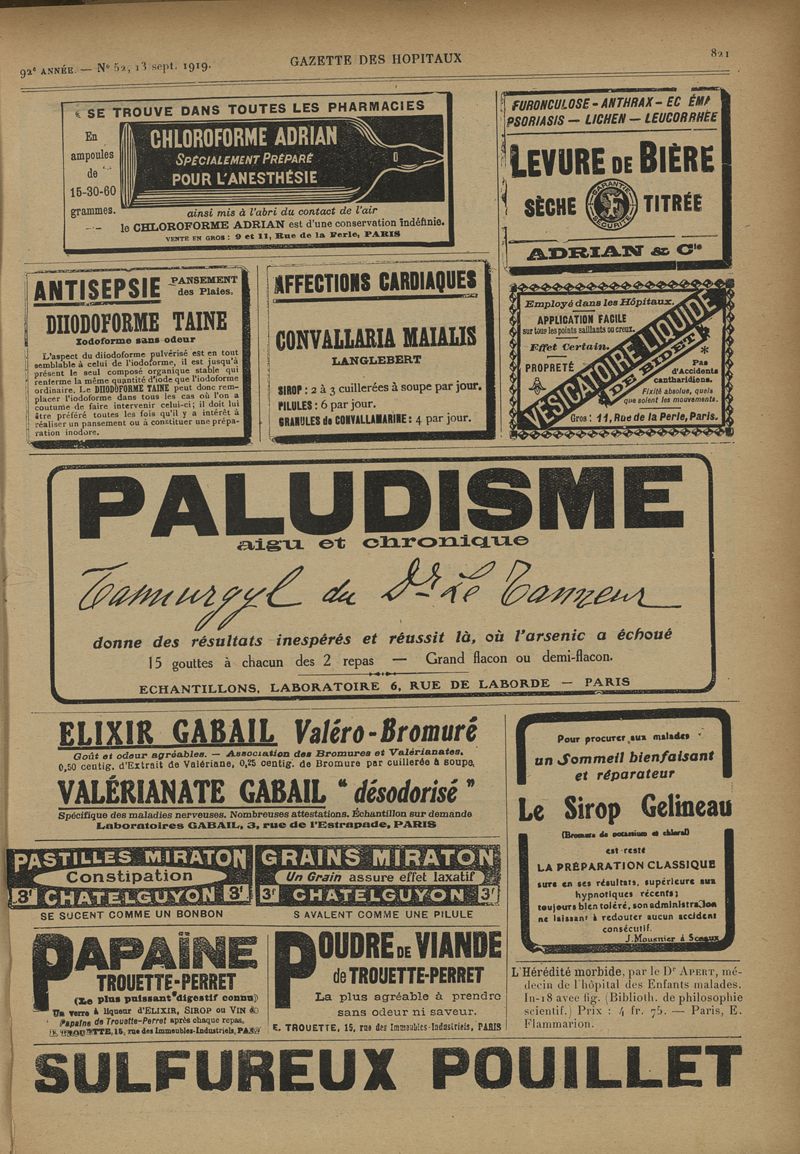 92e ANNÉE. — No 52, 13 sept. 1919.
GAZETTE DES HOPITAUX
821
SE TROUVE DANS TOUTES LES PHARMACIES
En
ampoules
de
15-30-60
grammes.
CHLOROFORME ADRIAN
SPÉCIALEMENT PRÉPARÉ
POUR L'ANESTHÉSIE
ainsi mis à l'abri du contact de l'air
le CHLOROFORME ADRIAN est d'une conservation indéfinie.
VENTE EN GROS : 9 et 11, Rue de la Perle, PARIS
FURONCULOSE - ANTHRAX - EC ÉMA
PSORIASIS — LICHEN — LEUCORRHÉE
LEVURE DE BIÈRE
SÈCHE
GARANTIE
SÉCURITÉ
TITRÉE
ADRIAN & Cie
ANTISEPSIE
PANSEMENT
des Plaies.
DIIODOFORME TAINE
Iodoforme sans odeur
L'aspect du diiodoforme pulvérisé est en tout
semblable à celui de l'iodoforme, il est jusqu'à
présent le seul composé organique stable qui
renferme la même quantité d'iode que l'iodoforme
ordinaire. Le DIIODOFORME TAINE peut donc rem-
placer l'iodoforme dans tous les cas où l'on a
coutume de faire intervenir celui-ci; il doit lui
être préféré toutes les fois qu'il y a intérêt à
réaliser un pansement ou à constituer une prépa-
ration inodore.
AFFECTIONS CARDIAQUES
CONVALLARIA MAIALIS
LANGLEBERT
SIROP : 2 à 3 cuillerées à soupe par jour.
PILULES : 6 par jour.
GRANULES de CONVALLAMARINE : 4 par jour.
Employé dans les Hôpitaux.
APPLICATION FACILE
sur tous les points saillants ou creux.
Effet Certain.
PROPRETÉ
VESICATOIRE LIQUIDE
DE BIDET
*
Pas
d'Accidents
cantharidiens.
Fixité absolue, quels
que soient les mouvements.
Gros : 11, Rue de la Perle, Paris.
PALUDISME
aigu et chronique
Tannurgyl du Dr Le Tanneur
donne des résultats inespérés et réussit là, où l'arsenic a échoué
15 gouttes à chacun des 2 repas — Grand flacon ou demi-flacon.
ECHANTILLONS, LABORATOIRE 6, RUE DE LABORDE — PARIS
ELIXIR GABAIL Valéro-Bromuré
Goût et odeur agréables. — Association des Bromures et Valérianates.
0,50 centig. d'Extrait de Valériane, 0,25 centig. de Bromure par cuillerée à soupe.
VALÉRIANATE GABAIL " désodorisé "
Spécifique des maladies nerveuses. Nombreuses attestations. Échantillon sur demande
Laboratoires GABAIL, 3, rue de l'Estrapade, PARIS
Pour procurer aux malades
un Sommeil bienfaisant
et réparateur
Le Sirop Gelineau
(Bromure de potassium et chloral)
est resté
LA PRÉPARATION CLASSIQUE
sure en ses résultats, supérieure aux
hypnotiques récents;
toujours bien toléré, son administration
ne laissant à redouter aucun accident
consécutif.
J. Mousnier à Sceaux
PASTILLES MIRATON
Constipation
3f CHATELGUYON 3f
SE SUCENT COMME UN BONBON
GRAINS MIRATON
Un Grain assure effet laxatif
3f CHATELGUYON 3f
S AVALENT COMME UNE PILULE
PAPAÏNE
TROUETTE-PERRET
(Le plus puissant digestif connu)
Un verre à liqueur d'ELIXIR, SIROP ou VIN de
Papaïne de Trouette-Perret après chaque repas.
E. TROUETTE, 15, rue des Immeubles-Industriels, PARIS
POUDRE DE VIANDE
de TROUETTE-PERRET
La plus agréable à prendre
sans odeur ni saveur.
E. TROUETTE, 15, rue des Immeubles-Industriels, PARIS
L'Hérédité morbide, par le Dr APERT, mé-
decin de l'hôpital des Enfants malades.
In-18 avec fig. (Biblioth. de philosophie
scientif.) Prix : 4 fr. 75. — Paris, E.
Flammarion.
SULFUREUX POUILLET